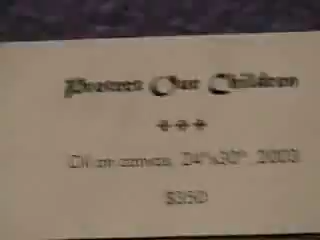 Protect Our Children
+++
Oil on canvas, 24"x30", 2003
$350